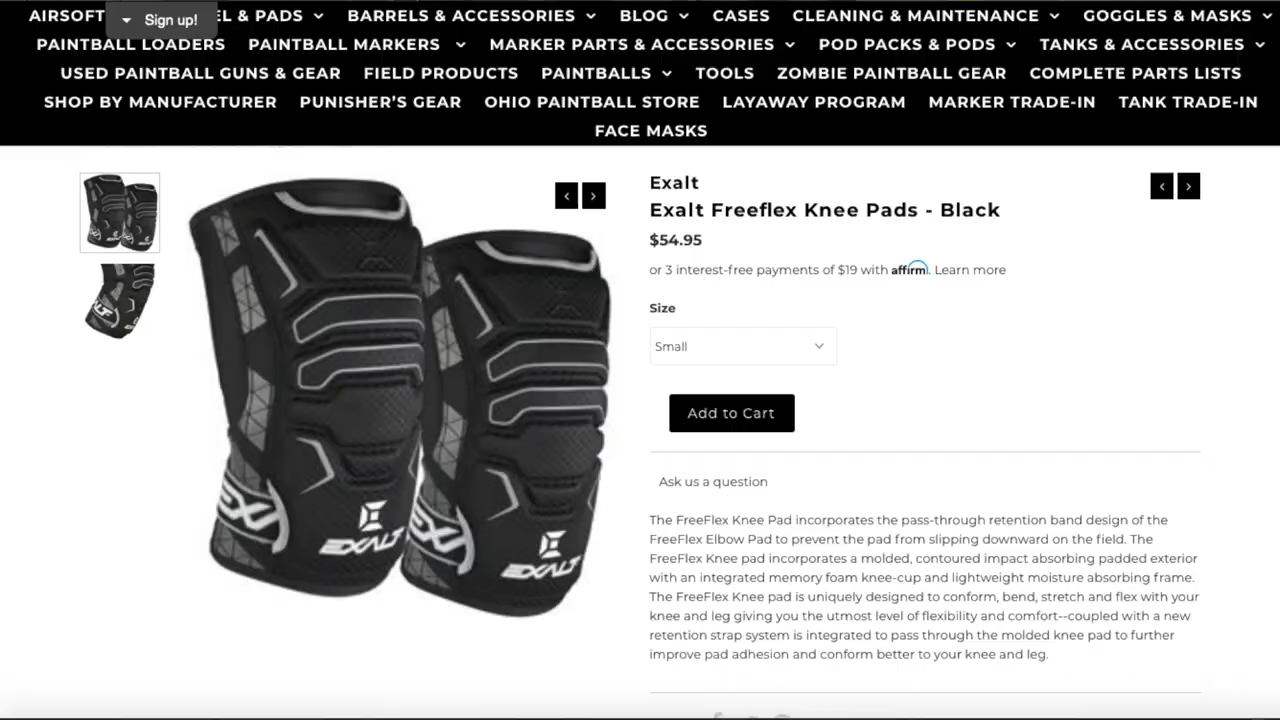 AIRSOFT
Sign up!
EL & PADS
BARRELS & ACCESSORIES
BLOG
CASES
CLEANING & MAINTENANCE
GOGGLES & MASKS
PAINTBALL LOADERS
PAINTBALL MARKERS
MARKER PARTS & ACCESSORIES
POD PACKS & PODS
TANKS & ACCESSORIES
USED PAINTBALL GUNS & GEAR
FIELD PRODUCTS
PAINTBALLS
TOOLS
ZOMBIE PAINTBALL GEAR
COMPLETE PARTS LISTS
SHOP BY MANUFACTURER
PUNISHER'S GEAR
OHIO PAINTBALL STORE
LAYAWAY PROGRAM
MARKER TRADE-IN
TANK TRADE-IN
FACE MASKS
EXALT
EXALT
Exalt
Exalt Freeflex Knee Pads - Black
$54.95
or 3 interest-free payments of $19 with affirm. Learn more
Size
Small
Add to Cart
Ask us a question
The FreeFlex Knee Pad incorporates the pass-through retention band design of the
FreeFlex Elbow Pad to prevent the pad from slipping downward on the field. The
FreeFlex Knee pad incorporates a molded, contoured impact absorbing padded exterior
with an integrated memory foam knee-cup and lightweight moisture absorbing frame.
The FreeFlex Knee pad is uniquely designed to conform, bend, stretch and flex with your
knee and leg giving you the utmost level of flexibility and comfort--coupled with a new
retention strap system is integrated to pass through the molded knee pad to further
improve pad adhesion and conform better to your knee and leg.